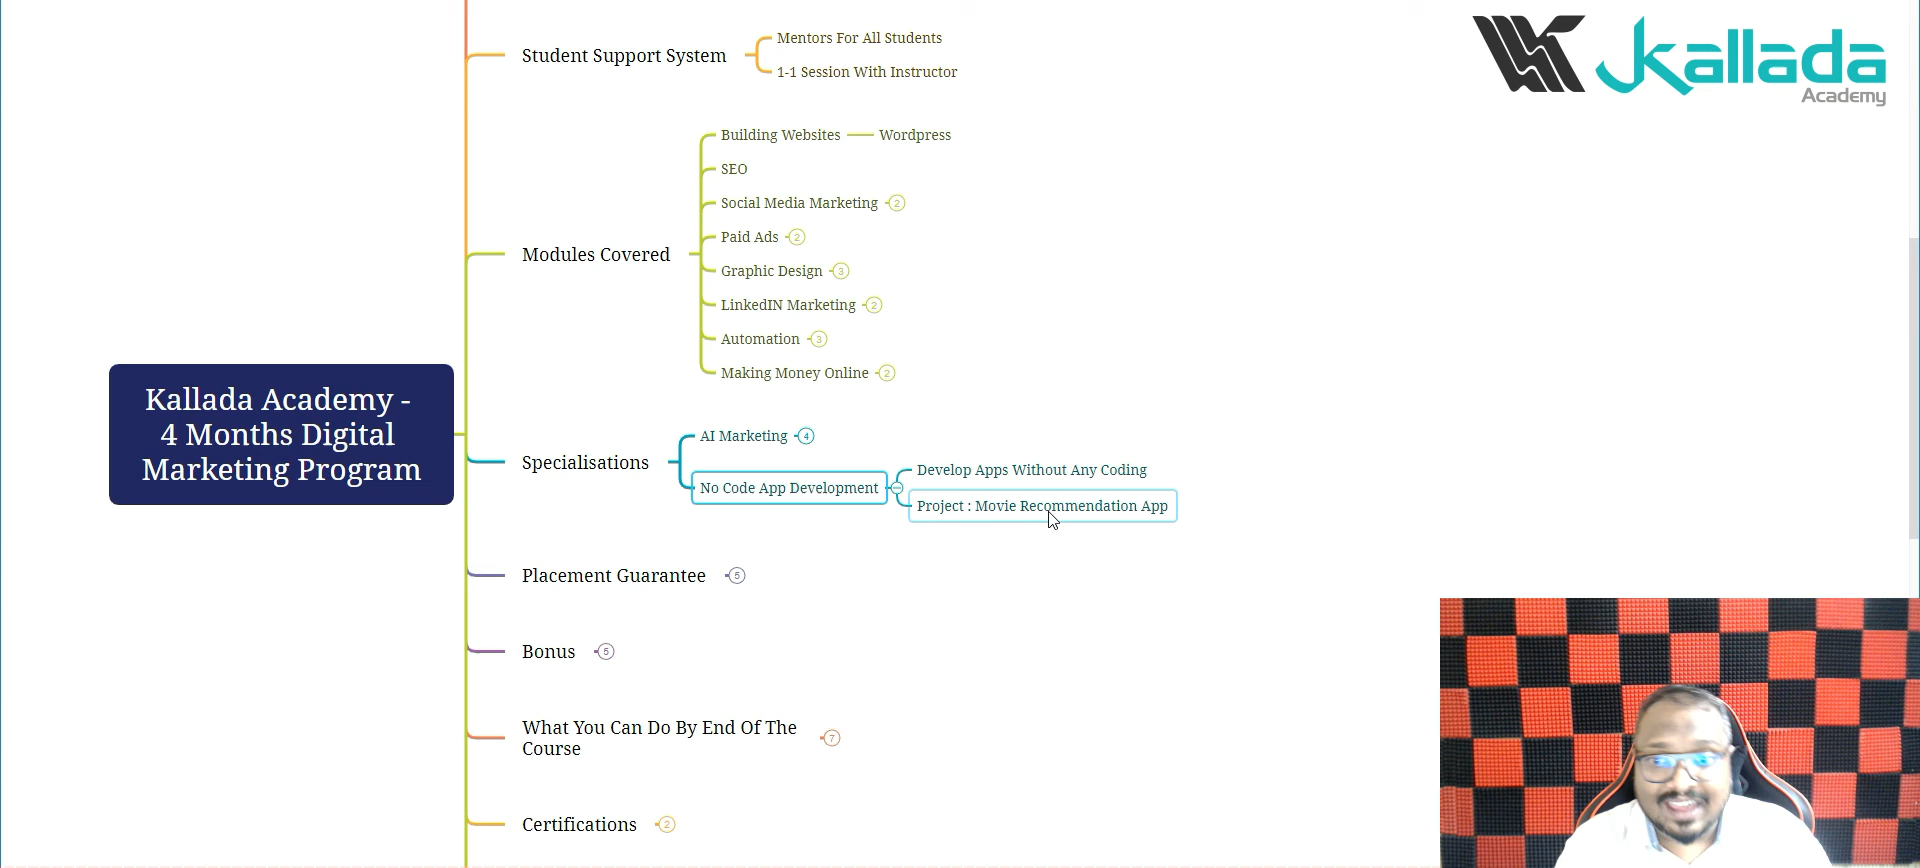 Student Support System
Mentors For All Students
1-1 Session With Instructor
Kallada
Academy
Modules Covered
Building Websites
Wordpress
SEO
Social Media Marketing 2
Paid Ads 2
Graphic Design 3
LinkedIN Marketing 2
Automation 3
Making Money Online 2
Kallada Academy -
4 Months Digital
Marketing Program
Specialisations
AI Marketing 4
No Code App Development
Develop Apps Without Any Coding
Project : Movie Recommendation App
Placement Guarantee 5
Bonus 5
What You Can Do By End Of The
Course 7
Certifications 2